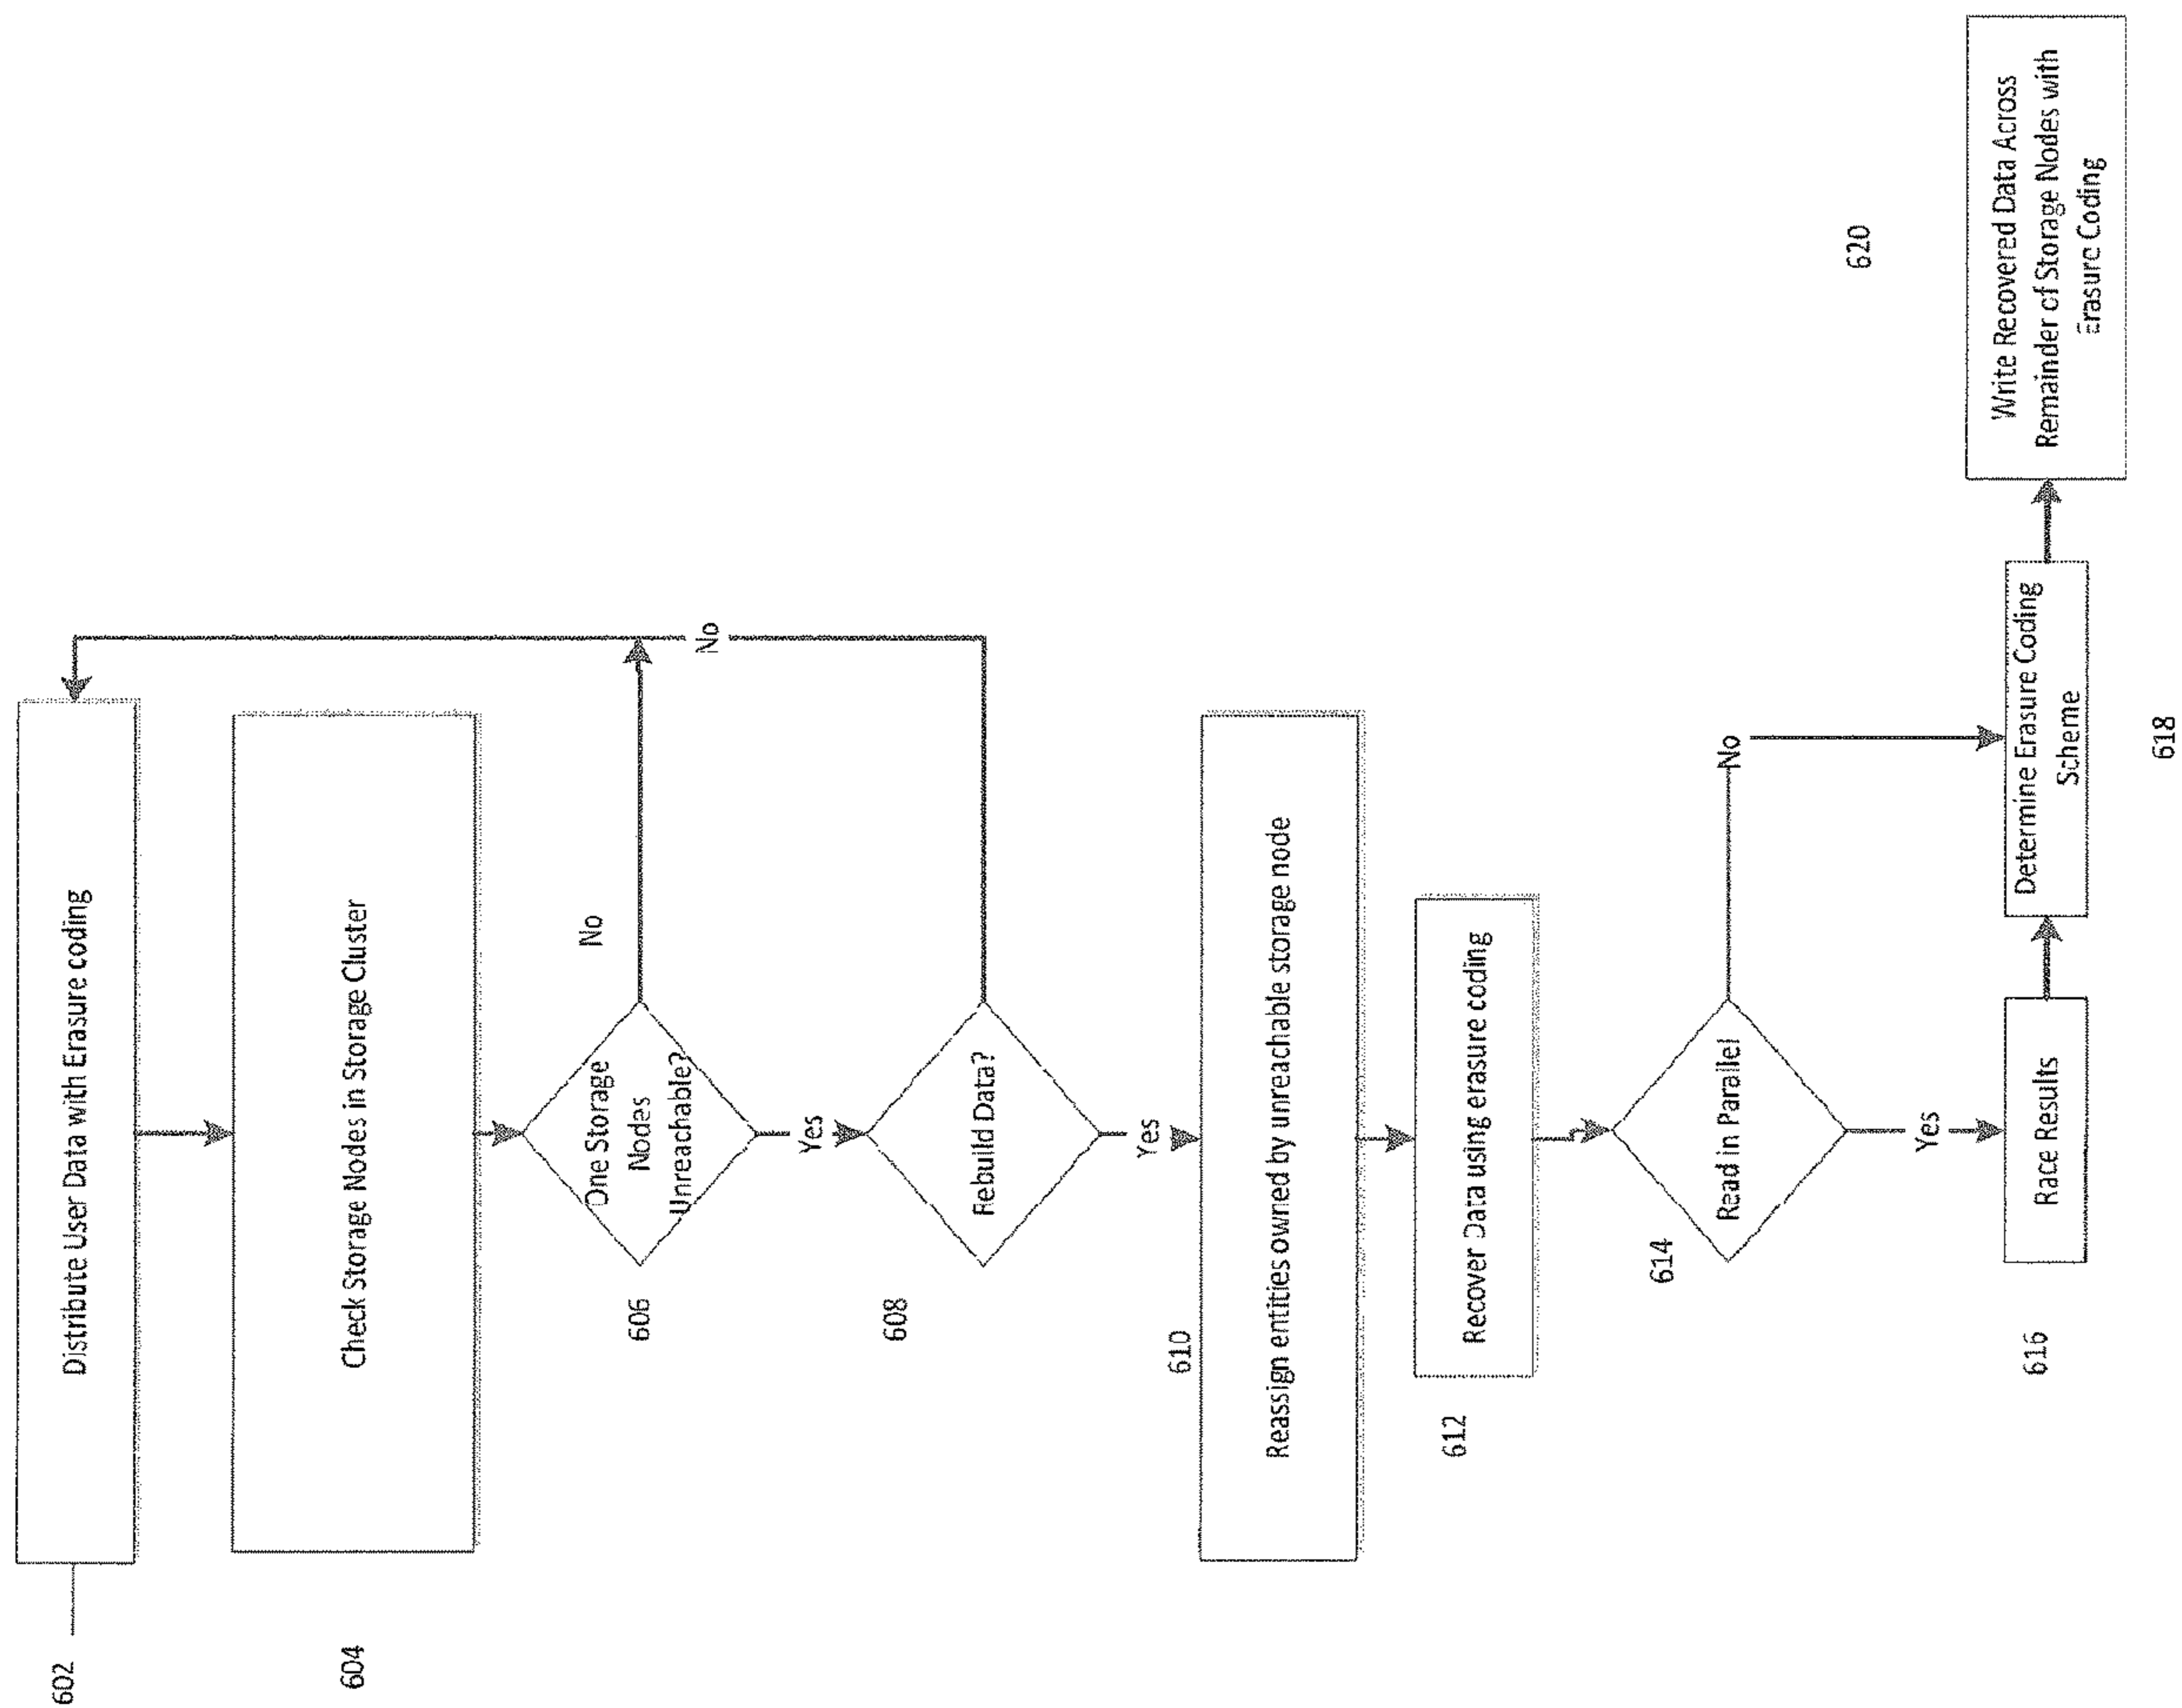 602
Distribute User Data with Erasure coding
604
Check Storage Nodes in Storage Cluster
606
One Storage
Nodes
Unreachable?
No
Yes
608
Rebuild Data?
No
Yes
610
Reassign entities owned by unreachable storage node
612
Recover Data using erasure coding
614
Read in Parallel
No
Yes
616
Race Results
618
Determine Erasure Coding
Scheme
620
Write Recovered Data Across
Remainder of Storage Nodes with
Erasure Coding